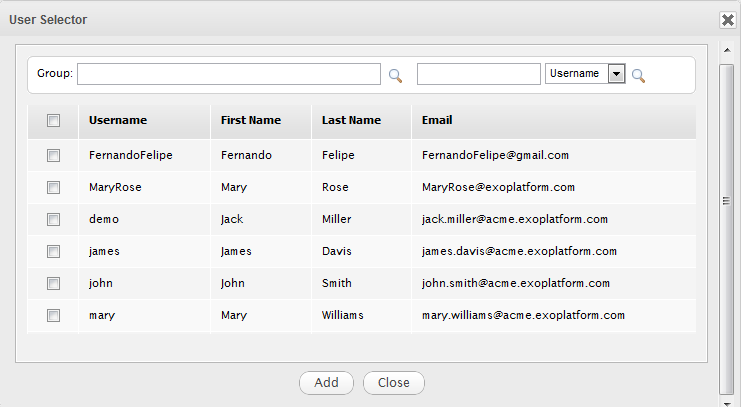 User Selector
Group: Username
Username First Name Last Name Email
FernandoFelipe Fernando Felipe FernandoFelipe@gmail.com
MaryRose Mary Rose MaryRose@exoplatform.com
demo Jack Miller jack.miller@acme.exoplatform.com
james James Davis james.davis@acme.exoplatform.com
john John Smith john.smith@acme.exoplatform.com
mary Mary Williams mary.williams@acme.exoplatform.com
Add Close